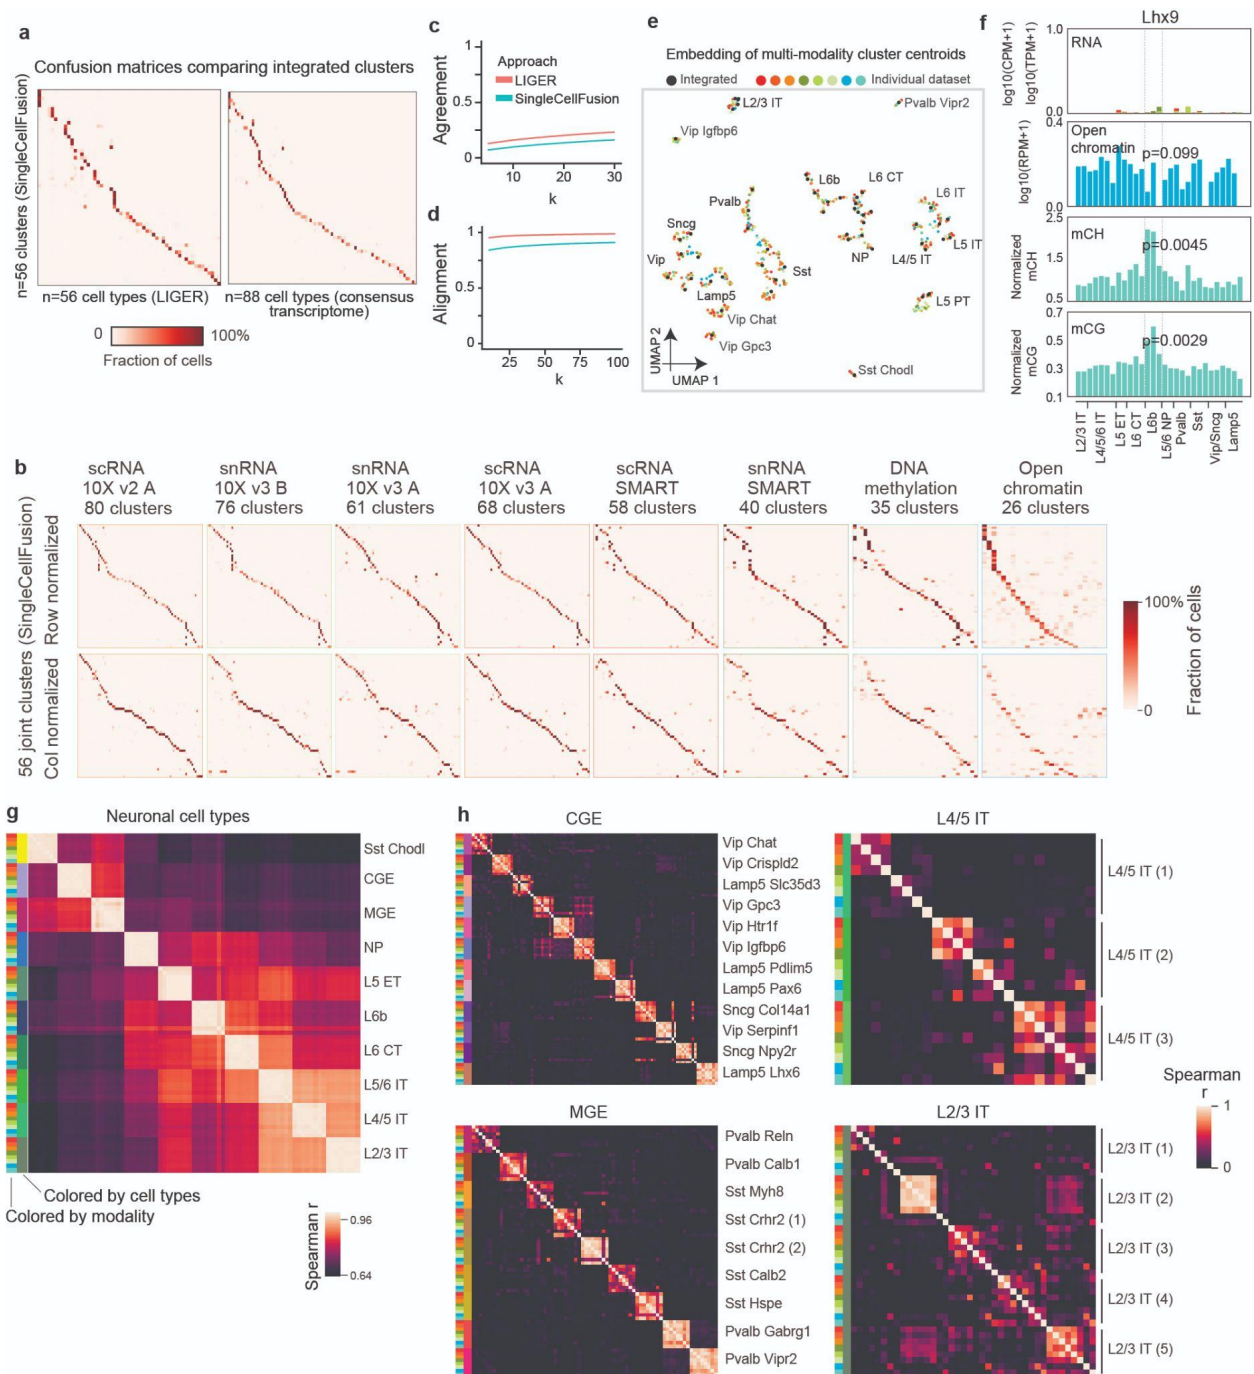 a
Confusion matrices comparing integrated clusters
n=56 clusters (SingleCellFusion)
n=56 cell types (LIGER)
n=88 cell types (consensus
transcriptome)
0
100%
Fraction of cells
c
Approach
LIGER
SingleCellFusion
Agreement
1
0.5
0
10
20
30
k
d
Alignment
1
0.5
0
25
50
75
100
k
e
Embedding of multi-modality cluster centroids
Integrated
Individual dataset
L2/3 IT
Pvalb Vipr2
Vip Igfbp6
L6b
L6 CT
L6 IT
Pvalb
Sncg
L5 IT
Vip
Sst
NP
L4/5 IT
Lamp5
L5 PT
Vip Chat
Vip Gpc3
Sst Chodl
UMAP 2
UMAP 1
f
Lhx9
log10(CPM+1)
log10(TPM+1)
1.0
RNA
0.0
log10(RPM+1)
0.4
Open
chromatin
p=0.099
0.0
Normalized
mCH
2.5
mCH
p=0.0045
0.5
Normalized
mCG
0.7
mCG
p=0.0029
0.1
L2/3 IT
L4/5/6 IT
L5 ET
L6 CT
L6b
L5/6 NP
Pvalb
Sst
Vip/Sncg
Lamp5
b
scRNA
10X v2 A
80 clusters
snRNA
10X v3 B
76 clusters
snRNA
10X v3 A
61 clusters
scRNA
10X v3 A
68 clusters
scRNA
SMART
58 clusters
snRNA
SMART
40 clusters
DNA
methylation
35 clusters
Open
chromatin
26 clusters
56 joint clusters (SingleCellFusion)
Row normalized
Col normalized
100%
0
Fraction of cells
g
Neuronal cell types
Sst Chodl
CGE
MGE
NP
L5 ET
L6b
L6 CT
L5/6 IT
L4/5 IT
L2/3 IT
Colored by cell types
Colored by modality
Spearman r
0.96
0.64
h
CGE
Vip Chat
Vip Crispld2
Lamp5 Slc35d3
Vip Gpc3
Vip Htr1f
Vip Igfbp6
Lamp5 Pdlim5
Lamp5 Pax6
Sncg Col14a1
Vip Serpinf1
Sncg Npy2r
Lamp5 Lhx6
L4/5 IT
L4/5 IT (1)
L4/5 IT (2)
L4/5 IT (3)
MGE
Pvalb Reln
Pvalb Calb1
Sst Myh8
Sst Crhr2 (1)
Sst Crhr2 (2)
Sst Calb2
Sst Hspe
Pvalb Gabrg1
Pvalb Vipr2
L2/3 IT
L2/3 IT (1)
L2/3 IT (2)
L2/3 IT (3)
L2/3 IT (4)
L2/3 IT (5)
Spearman
r
1
0